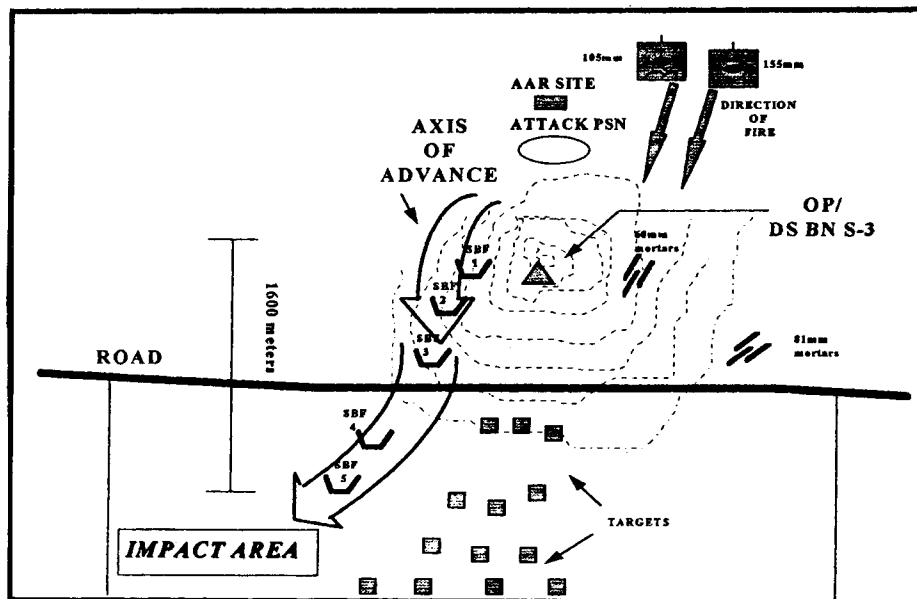 105mm
155mm
AAR SITE
DIRECTION
OF
FIRE
ATTACK PSN
AXIS
OF
ADVANCE
OP/
DS BN S-3
60mm
mortars
SBF
1
SBF
2
1600 meters
81mm
mortars
SBF
3
ROAD
SBF
4
SBF
5
TARGETS
IMPACT AREA